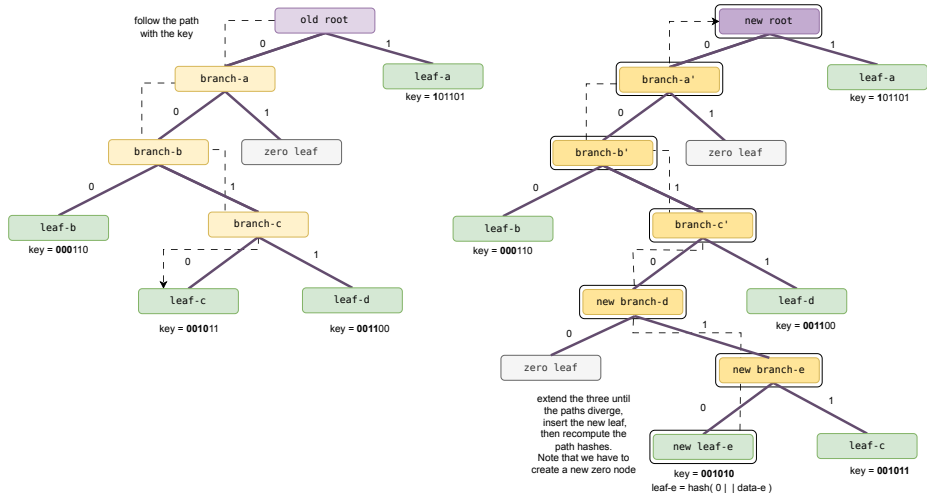 follow the path
with the key
old root
0
1
branch-a
leaf-a
key = 101101
0
1
branch-b
zero leaf
0
1
leaf-b
key = 000110
branch-c
0
1
leaf-c
key = 001011
leaf-d
key = 001100
new root
0
1
branch-a'
leaf-a
key = 101101
0
1
branch-b'
zero leaf
0
1
leaf-b
key = 000110
branch-c'
0
1
new branch-d
leaf-d
key = 001100
0
1
zero leaf
new branch-e
extend the three until
the paths diverge,
insert the new leaf,
then recompute the
path hashes.
Note that we have to
create a new zero node
0
1
new leaf-e
key = 001010
leaf-e = hash( 0 | | data-e )
leaf-c
key = 001011